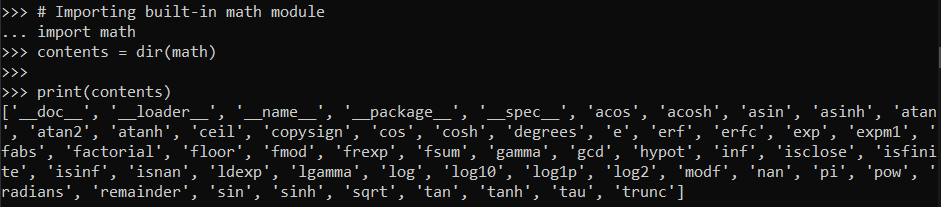 >>> # Importing built-in math module
... import math
>>> contents = dir(math)
>>>
>>> print(contents)
['__doc__', '__loader__', '__name__', '__package__', '__spec__', 'acos', 'acosh', 'asin', 'asinh', 'atan
', 'atan2', 'atanh', 'ceil', 'copysign', 'cos', 'cosh', 'degrees', 'e', 'erf', 'erfc', 'exp', 'expm1', '
fabs', 'factorial', 'floor', 'fmod', 'frexp', 'fsum', 'gamma', 'gcd', 'hypot', 'inf', 'isclose', 'isfini
te', 'isinf', 'isnan', 'ldexp', 'lgamma', 'log', 'log10', 'log1p', 'log2', 'modf', 'nan', 'pi', 'pow', '
radians', 'remainder', 'sin', 'sinh', 'sqrt', 'tan', 'tanh', 'tau', 'trunc']